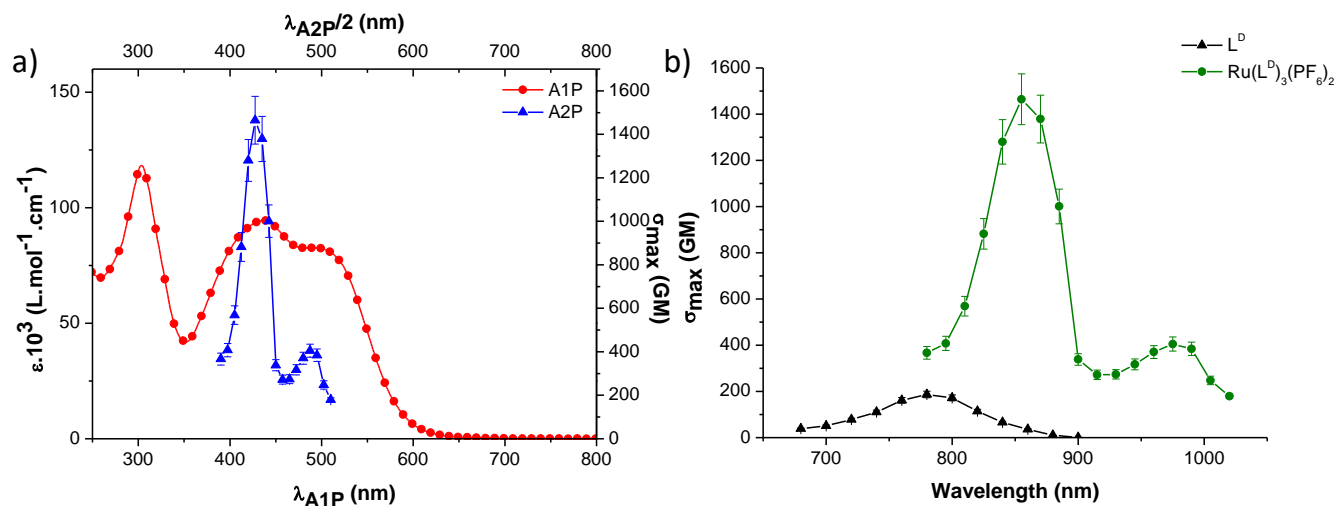 a)
λA2P/2 (nm)
300 400 500 600 700 800
ε.10³ (L.mol⁻¹.cm⁻¹)
150
100
50
0
A1P
A2P
1600
1400
1200
1000
800
600
400
200
0
σmax (GM)
300 400 500 600 700 800
λA1P (nm)
b)
L^D
Ru(L^D)₃(PF₆)₂
σmax (GM)
1600
1400
1200
1000
800
600
400
200
0
700 800 900 1000
Wavelength (nm)